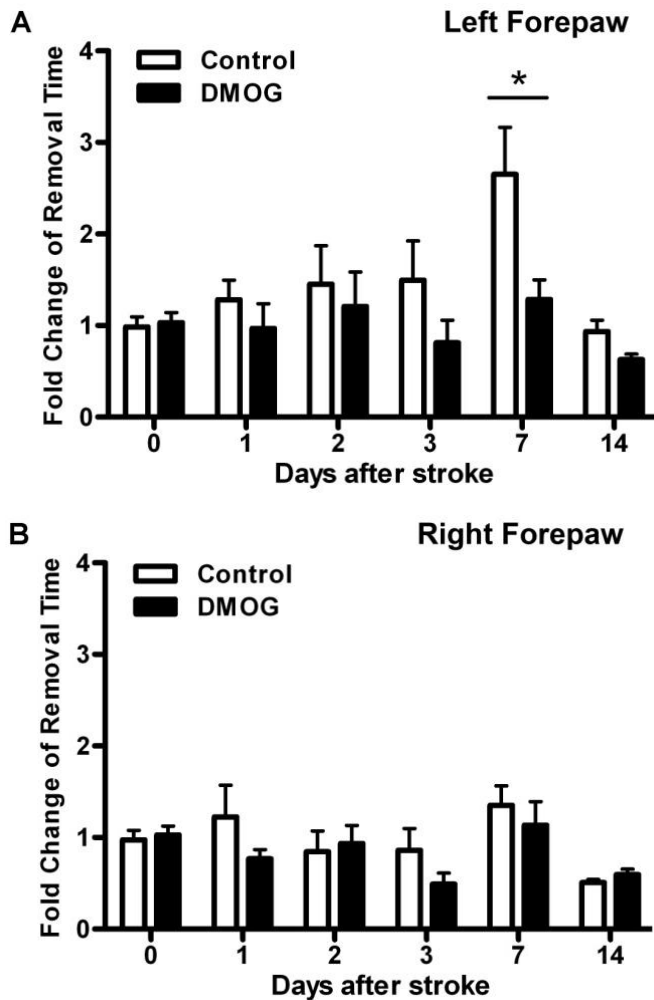 A
Left Forepaw
Control
DMOG
*
Fold Change of Removal Time
4
3
2
1
0
0 1 2 3 7 14
Days after stroke
B
Right Forepaw
Control
DMOG
Fold Change of Removal Time
4
3
2
1
0
0 1 2 3 7 14
Days after stroke